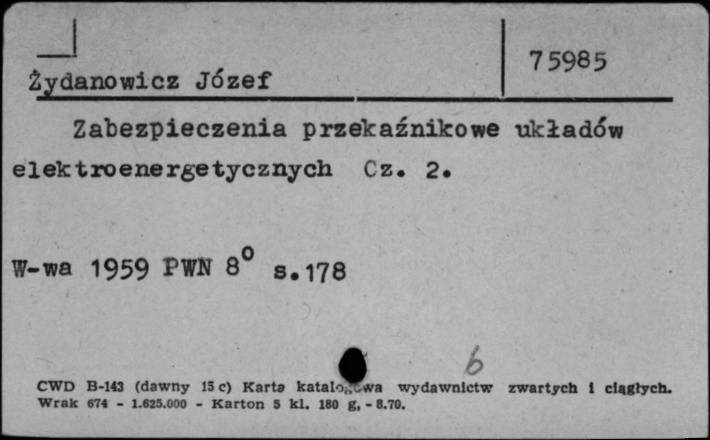 75985
Żydanowicz Józef
Zabezpieczenia przekaźnikowe układów
elektroenergetycznych Cz. 2.
W-wa 1959 PWN 8° s.178
b
CWD B-143 (dawny 15 c) Karta katalogowa wydawnictw zwartych i ciągłych.
Wrak 674 - 1.625.000 - Karton 5 kl. 180 g, - 8.70.